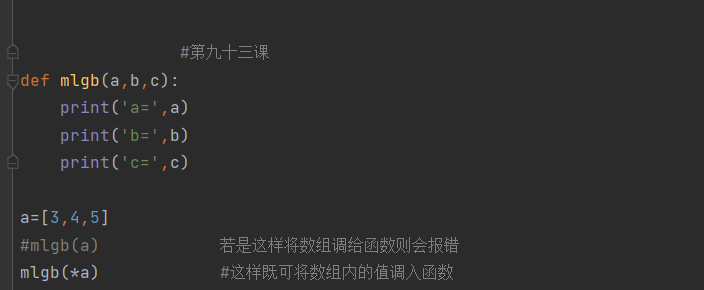 #第九十三课
def mlgb(a,b,c):
    print('a=',a)
    print('b=',b)
    print('c=',c)
a=[3,4,5]
#mlgb(a)            若是这样将数组调给函数则会报错
mlgb(*a)            #这样既可将数组内的值调入函数